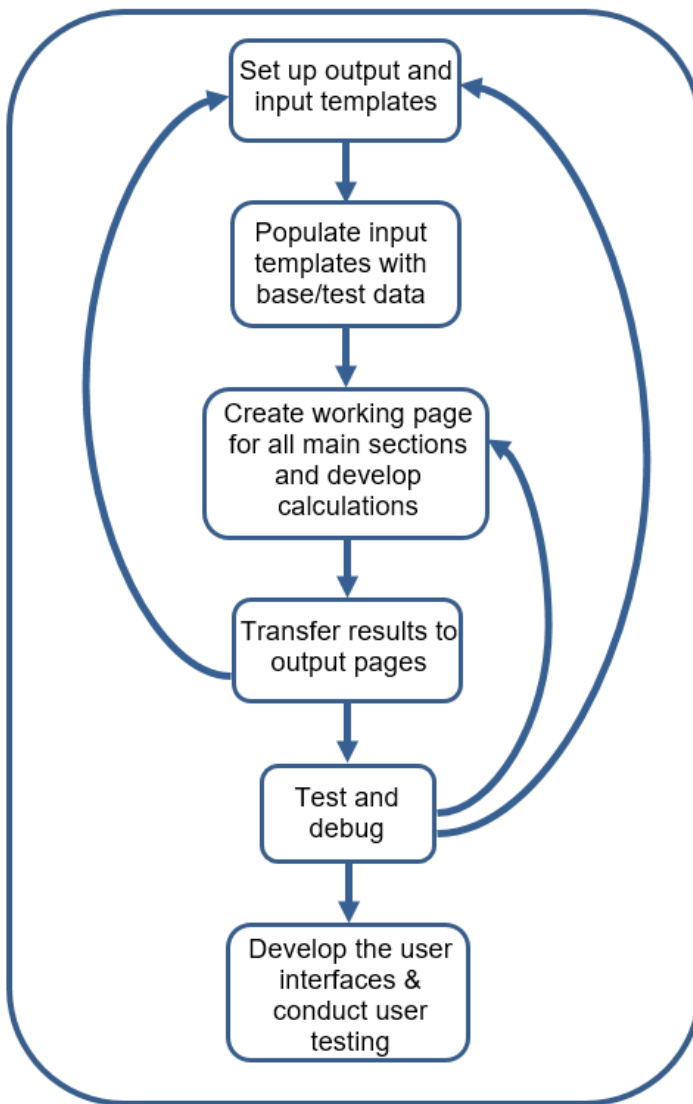 Set up output and
input templates
Populate input
templates with
base/test data
Create working page
for all main sections
and develop
calculations
Transfer results to
output pages
Test and
debug
Develop the user
interfaces &
conduct user
testing